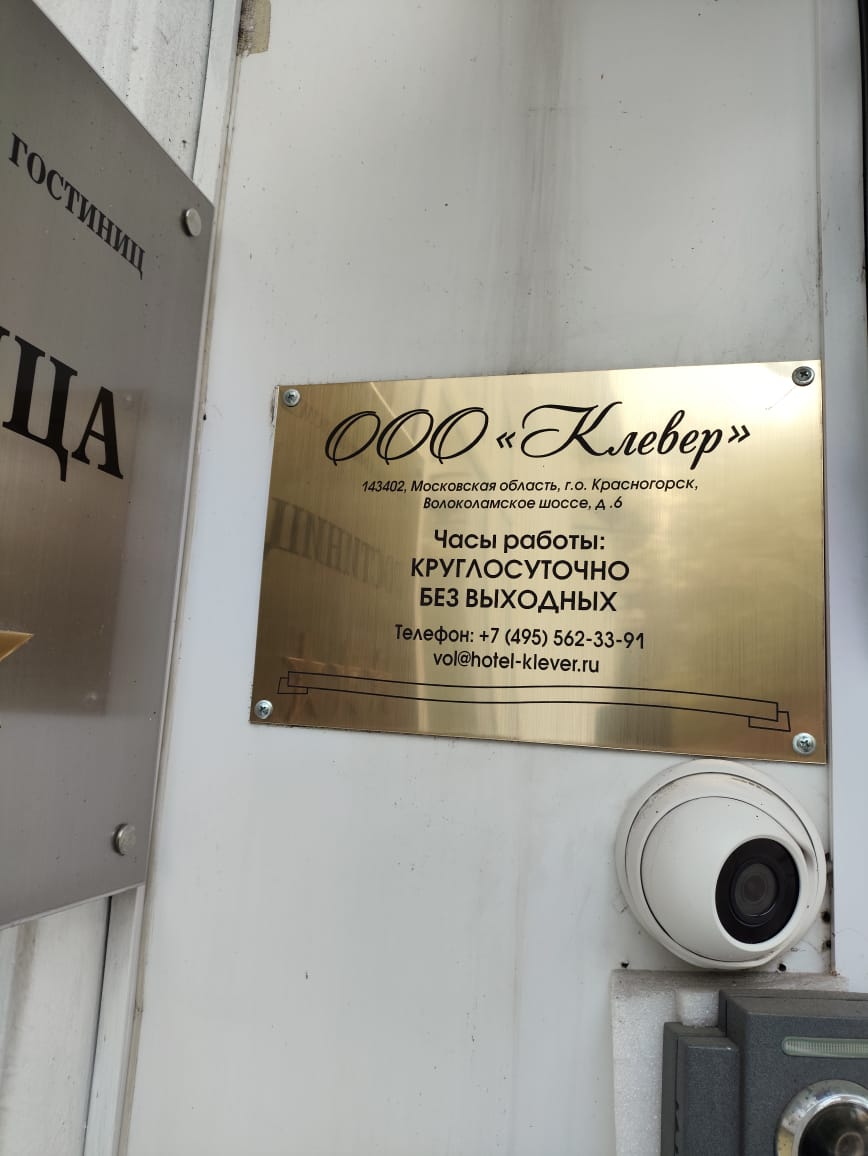 ГОСТИНИЦ
ЦА
ООО «Клевер»
143402, Московская область, г.о. Красногорск,
Волоколамское шоссе, д .6
Часы работы:
КРУГЛОСУТОЧНО
БЕЗ ВЫХОДНЫХ
Телефон: +7 (495) 562-33-91
vol@hotel-klever.ru